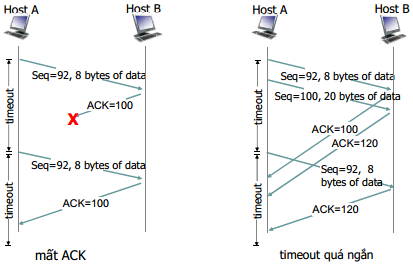 Host A
Host B
Seq=92, 8 bytes of data
ACK=100
X
timeout
Seq=92, 8 bytes of data
ACK=100
timeout
mất ACK
Host A
Host B
Seq=92, 8 bytes of data
Seq=100, 20 bytes of data
timeout
ACK=100
ACK=120
Seq=92, 8
bytes of data
timeout
ACK=120
timeout quá ngắn